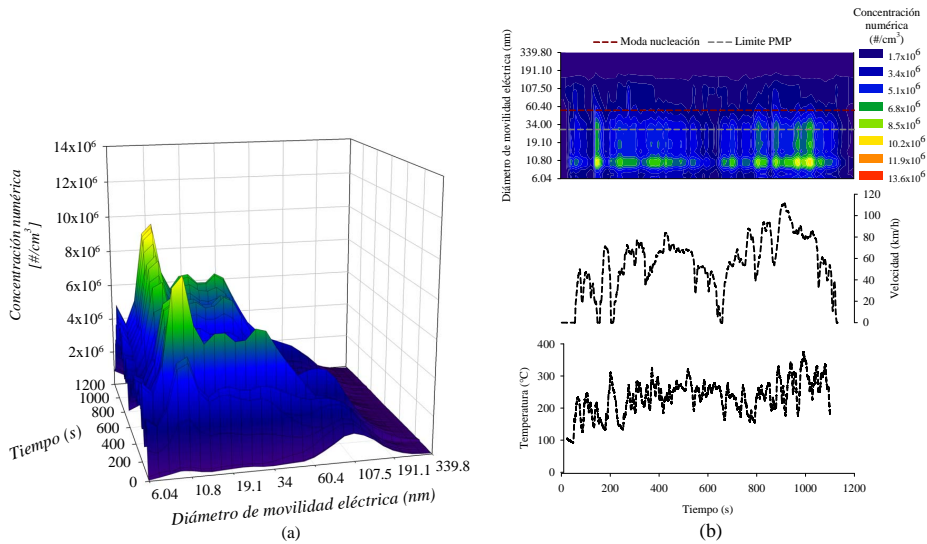 (b)
Concentración
numérica
(#/cm³)
Moda nucleación
Limite PMP
Diámetro de movilidad eléctrica (nm)
339.80
191.10
107.50
60.40
34.00
19.10
10.80
6.04
1.7x10⁶
3.4x10⁶
5.1x10⁶
6.8x10⁶
8.5x10⁶
10.2x10⁶
11.9x10⁶
13.6x10⁶
Concentración numérica
[#/cm³]
14x10⁶
12x10⁶
10x10⁶
8x10⁶
6x10⁶
4x10⁶
2x10⁶
1200
1000
800
600
400
200
0
Tiempo (s)
6.04
10.8
19.1
34
60.4
107.5
191.1
339.8
Diámetro de movilidad eléctrica (nm)
(a)
120
100
80
60
40
20
0
Velocidad (km/h)
Temperatura (°C)
400
300
200
100
0
0
200
400
600
800
1000
1200
Tiempo (s)
(b)